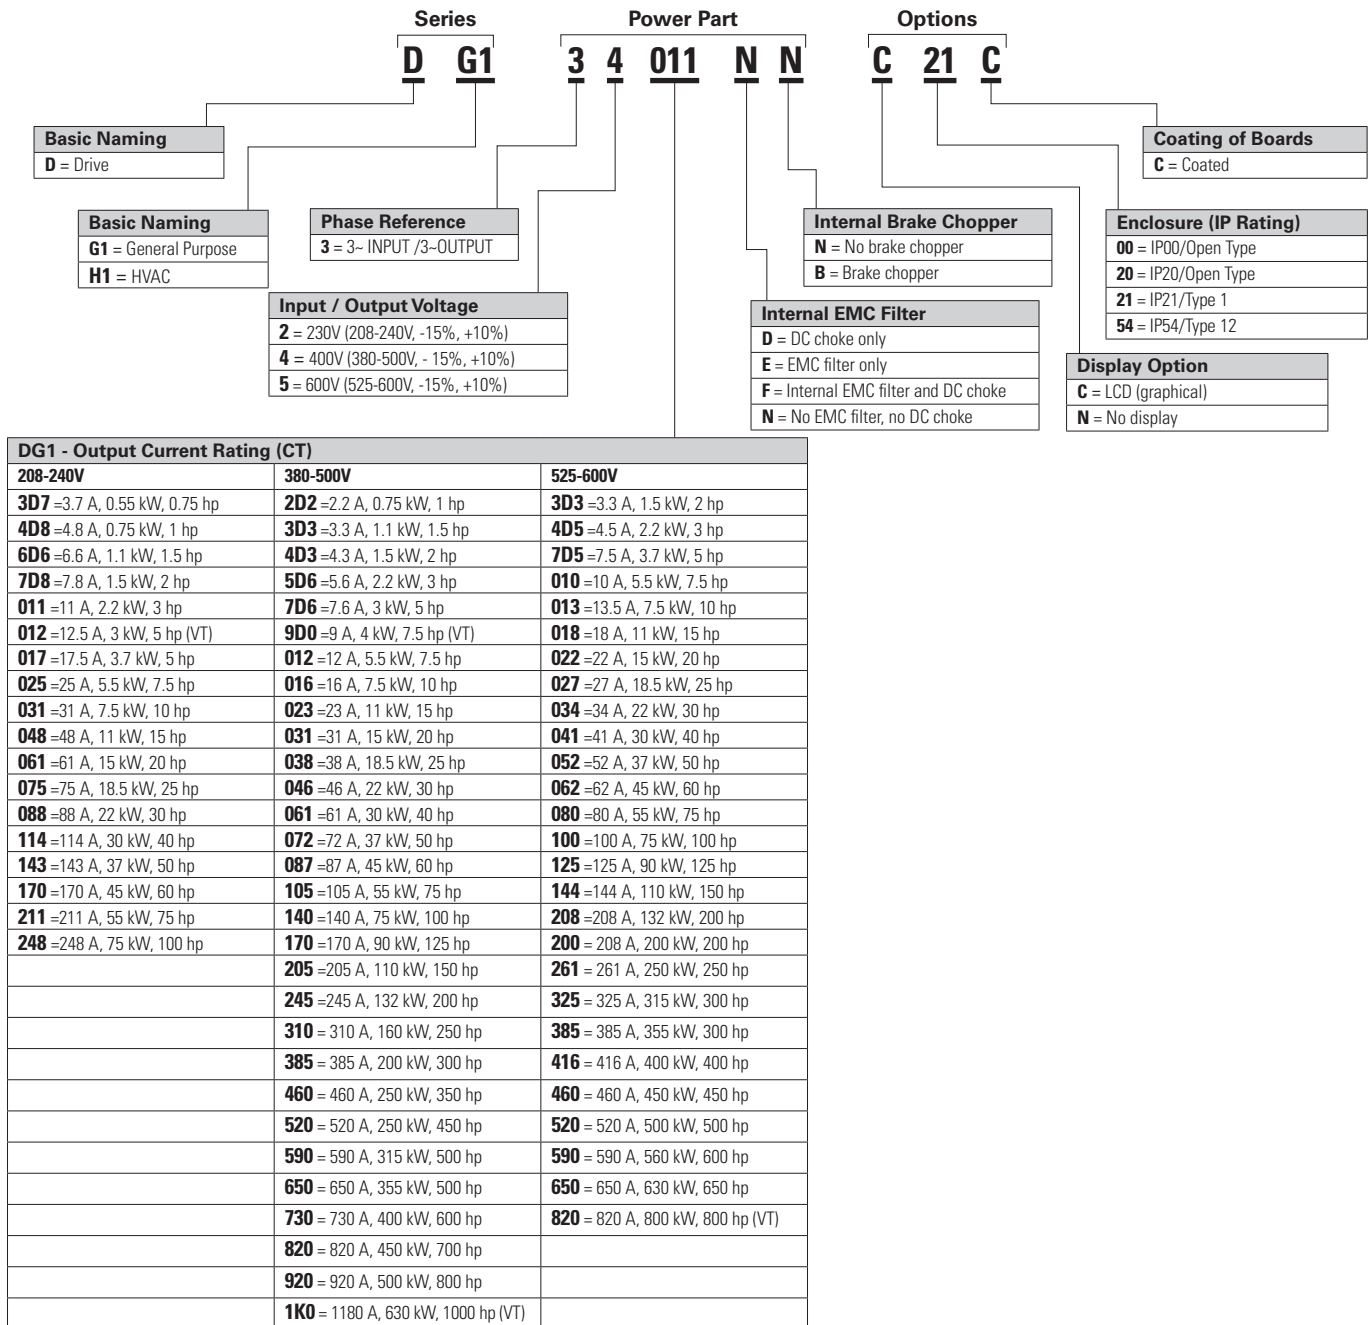 Series Power Part Options
D G1 3 4 011 N N C 21 C
Basic Naming
D = Drive
Coating of Boards
C = Coated
Basic Naming
G1 = General Purpose
H1 = HVAC
Phase Reference
3 = 3~ INPUT /3~OUTPUT
Internal Brake Chopper
N = No brake chopper
B = Brake chopper
Enclosure (IP Rating)
00 = IP00/Open Type
20 = IP20/Open Type
21 = IP21/Type 1
54 = IP54/Type 12
Input / Output Voltage
2 = 230V (208-240V, -15%, +10%)
4 = 400V (380-500V, - 15%, +10%)
5 = 600V (525-600V, -15%, +10%)
Internal EMC Filter
D = DC choke only
E = EMC filter only
F = Internal EMC filter and DC choke
N = No EMC filter, no DC choke
Display Option
C = LCD (graphical)
N = No display
DG1 - Output Current Rating (CT)
208-240V 380-500V 525-600V
3D7 =3.7 A, 0.55 kW, 0.75 hp 2D2 =2.2 A, 0.75 kW, 1 hp 3D3 =3.3 A, 1.5 kW, 2 hp
4D8 =4.8 A, 0.75 kW, 1 hp 3D3 =3.3 A, 1.1 kW, 1.5 hp 4D5 =4.5 A, 2.2 kW, 3 hp
6D6 =6.6 A, 1.1 kW, 1.5 hp 4D3 =4.3 A, 1.5 kW, 2 hp 7D5 =7.5 A, 3.7 kW, 5 hp
7D8 =7.8 A, 1.5 kW, 2 hp 5D6 =5.6 A, 2.2 kW, 3 hp 010 =10 A, 5.5 kW, 7.5 hp
011 =11 A, 2.2 kW, 3 hp 7D6 =7.6 A, 3 kW, 5 hp 013 =13.5 A, 7.5 kW, 10 hp
012 =12.5 A, 3 kW, 5 hp (VT) 9D0 =9 A, 4 kW, 7.5 hp (VT) 018 =18 A, 11 kW, 15 hp
017 =17.5 A, 3.7 kW, 5 hp 012 =12 A, 5.5 kW, 7.5 hp 022 =22 A, 15 kW, 20 hp
025 =25 A, 5.5 kW, 7.5 hp 016 =16 A, 7.5 kW, 10 hp 027 =27 A, 18.5 kW, 25 hp
031 =31 A, 7.5 kW, 10 hp 023 =23 A, 11 kW, 15 hp 034 =34 A, 22 kW, 30 hp
048 =48 A, 11 kW, 15 hp 031 =31 A, 15 kW, 20 hp 041 =41 A, 30 kW, 40 hp
061 =61 A, 15 kW, 20 hp 038 =38 A, 18.5 kW, 25 hp 052 =52 A, 37 kW, 50 hp
075 =75 A, 18.5 kW, 25 hp 046 =46 A, 22 kW, 30 hp 062 =62 A, 45 kW, 60 hp
088 =88 A, 22 kW, 30 hp 061 =61 A, 30 kW, 40 hp 080 =80 A, 55 kW, 75 hp
114 =114 A, 30 kW, 40 hp 072 =72 A, 37 kW, 50 hp 100 =100 A, 75 kW, 100 hp
143 =143 A, 37 kW, 50 hp 087 =87 A, 45 kW, 60 hp 125 =125 A, 90 kW, 125 hp
170 =170 A, 45 kW, 60 hp 105 =105 A, 55 kW, 75 hp 144 =144 A, 110 kW, 150 hp
211 =211 A, 55 kW, 75 hp 140 =140 A, 75 kW, 100 hp 208 =208 A, 132 kW, 200 hp
248 =248 A, 75 kW, 100 hp 170 =170 A, 90 kW, 125 hp 200 = 208 A, 200 kW, 200 hp
205 =205 A, 110 kW, 150 hp 261 = 261 A, 250 kW, 250 hp
245 =245 A, 132 kW, 200 hp 325 = 325 A, 315 kW, 300 hp
310 = 310 A, 160 kW, 250 hp 385 = 385 A, 355 kW, 300 hp
385 = 385 A, 200 kW, 300 hp 416 = 416 A, 400 kW, 400 hp
460 = 460 A, 250 kW, 350 hp 460 = 460 A, 450 kW, 450 hp
520 = 520 A, 250 kW, 450 hp 520 = 520 A, 500 kW, 500 hp
590 = 590 A, 315 kW, 500 hp 590 = 590 A, 560 kW, 600 hp
650 = 650 A, 355 kW, 500 hp 650 = 650 A, 630 kW, 650 hp
730 = 730 A, 400 kW, 600 hp 820 = 820 A, 800 kW, 800 hp (VT)
820 = 820 A, 450 kW, 700 hp
920 = 920 A, 500 kW, 800 hp
1K0 = 1180 A, 630 kW, 1000 hp (VT)